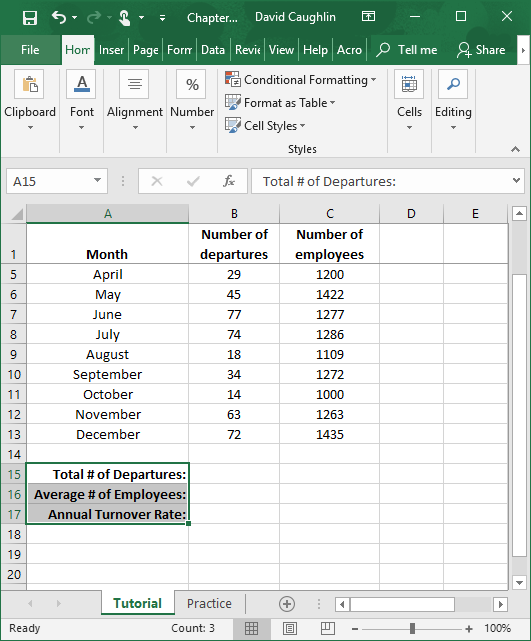 Chapter... David Caughlin
File Hom Inser Page Form Data Revie View Help Acro Tell me Share
Clipboard Font Alignment Number
%
Conditional Formatting
Format as Table
Cell Styles
Styles
Cells Editing
A15 fx Total # of Departures:
A B C D E
1 Month Number of departures Number of employees
5 April 29 1200
6 May 45 1422
7 June 77 1277
8 July 74 1286
9 August 18 1109
10 September 34 1272
11 October 14 1000
12 November 63 1263
13 December 72 1435
14
15 Total # of Departures:
16 Average # of Employees:
17 Annual Turnover Rate:
18
19
20
Tutorial Practice
Ready Count: 3 100%